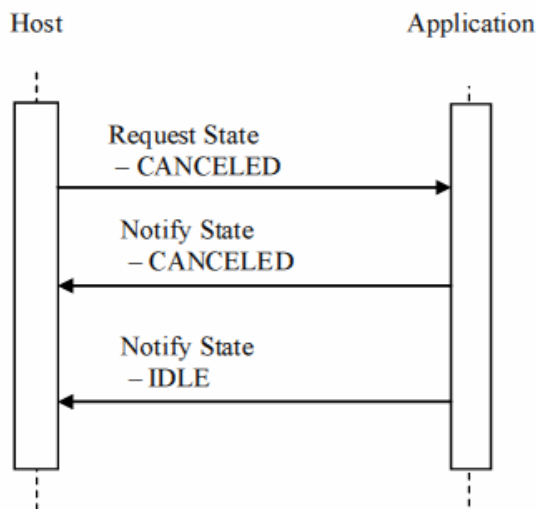 Host
Application
Request State
– CANCELED
Notify State
– CANCELED
Notify State
– IDLE